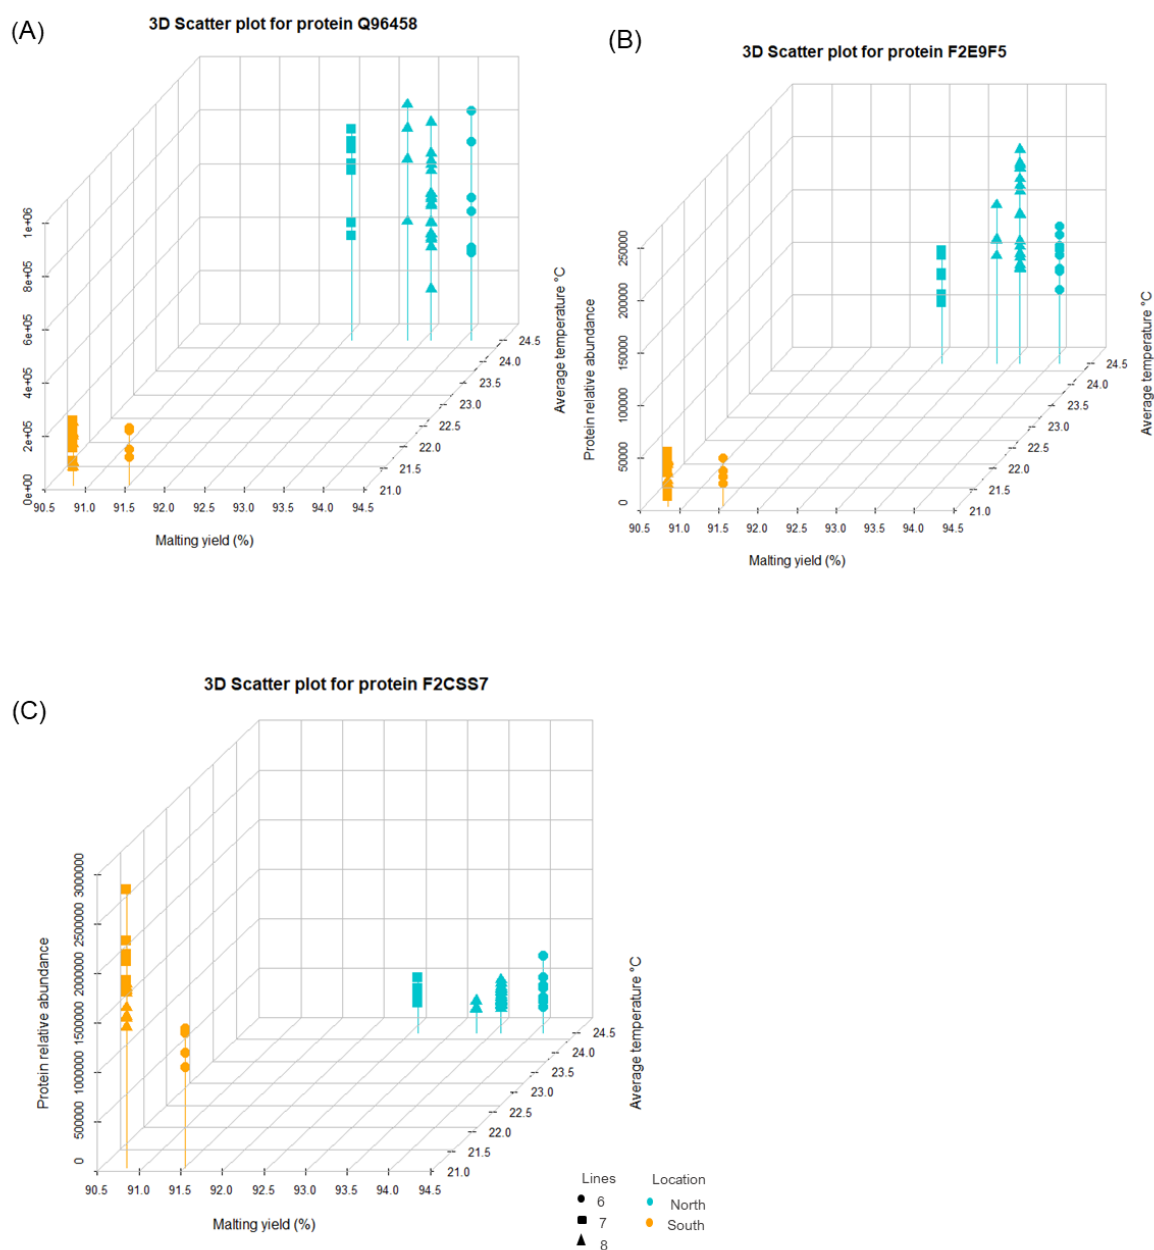 (A)
3D Scatter plot for protein Q96458
1e+06
8e+05
6e+05
4e+05
2e+05
0e+00
90.5 91.0 91.5 92.0 92.5 93.0 93.5 94.0 94.5
Malting yield (%)
24.5
24.0
23.5
23.0
22.5
22.0
21.5
21.0
Average temperature °C
(B)
3D Scatter plot for protein F2E9F5
Protein relative abundance
250000
200000
150000
100000
50000
0
90.5 91.0 91.5 92.0 92.5 93.0 93.5 94.0 94.5
Malting yield (%)
24.5
24.0
23.5
23.0
22.5
22.0
21.5
21.0
Average temperature °C
(C)
3D Scatter plot for protein F2CSS7
Protein relative abundance
3000000
2500000
2000000
1500000
1000000
500000
0
90.5 91.0 91.5 92.0 92.5 93.0 93.5 94.0 94.5
Malting yield (%)
24.5
24.0
23.5
23.0
22.5
22.0
21.5
21.0
Average temperature °C
Lines Location
6 North
7 South
8